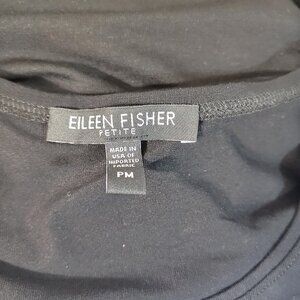 EILEEN FISHER
PETITE
MADE IN
USA OF
IMPORTED
FABRIC
PM